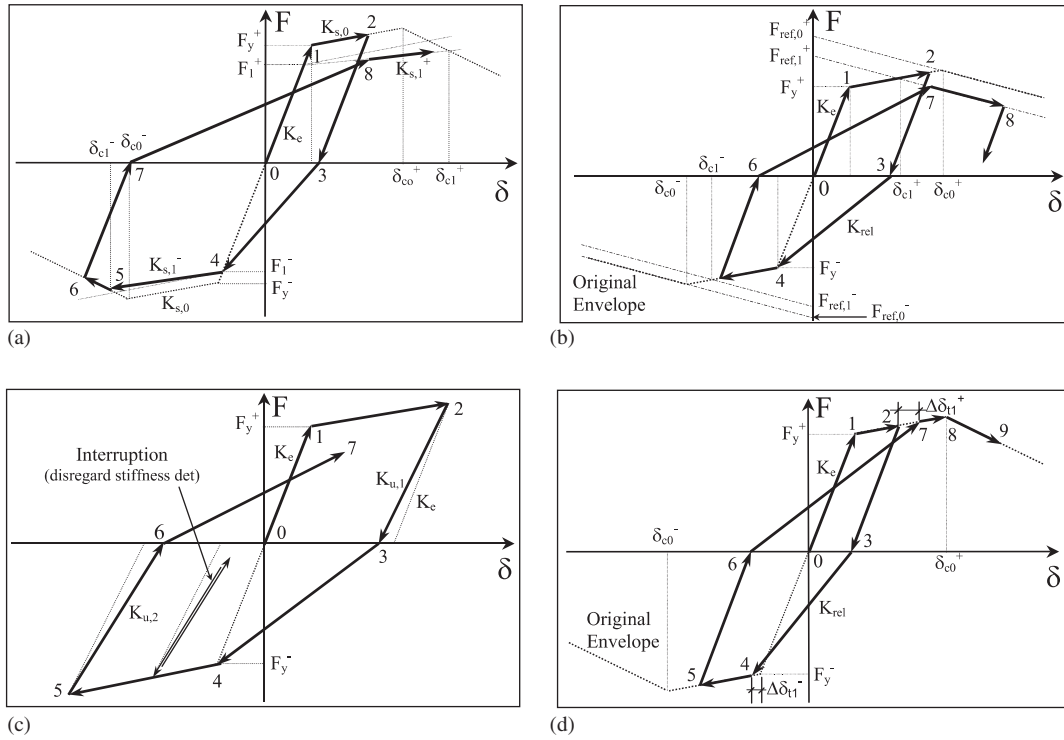 F
K_s,0
2
F_y^+
1
F_1^+
8
K_s,1^+
K_e
δ_c1^-
δ_c0^-
7
0
3
δ_co^+
δ_c1^+
δ
K_s,1^-
4
F_1^-
5
6
K_s,0
F_y^-
(a)
F
F_ref,0^+
F_ref,1^+
2
F_y^+
1
7
8
K_e
δ_c1^-
δ_c0^-
6
3
0
δ_c1^+
δ_c0^+
δ
K_rel
F_y^-
4
Original
Envelope
F_ref,1^-
F_ref,0^-
(b)
F
2
F_y^+
1
7
K_e
Interruption
(disregard stiffness det)
K_u,1
K_e
6
0
3
δ
K_u,2
4
F_y^-
5
(c)
F
Δδ_t1^+
1
2
F_y^+
7
8
9
K_e
δ_c0^-
6
0
3
δ_c0^+
δ
K_rel
Original
Envelope
5
4
F_y^-
Δδ_t1^-
(d)